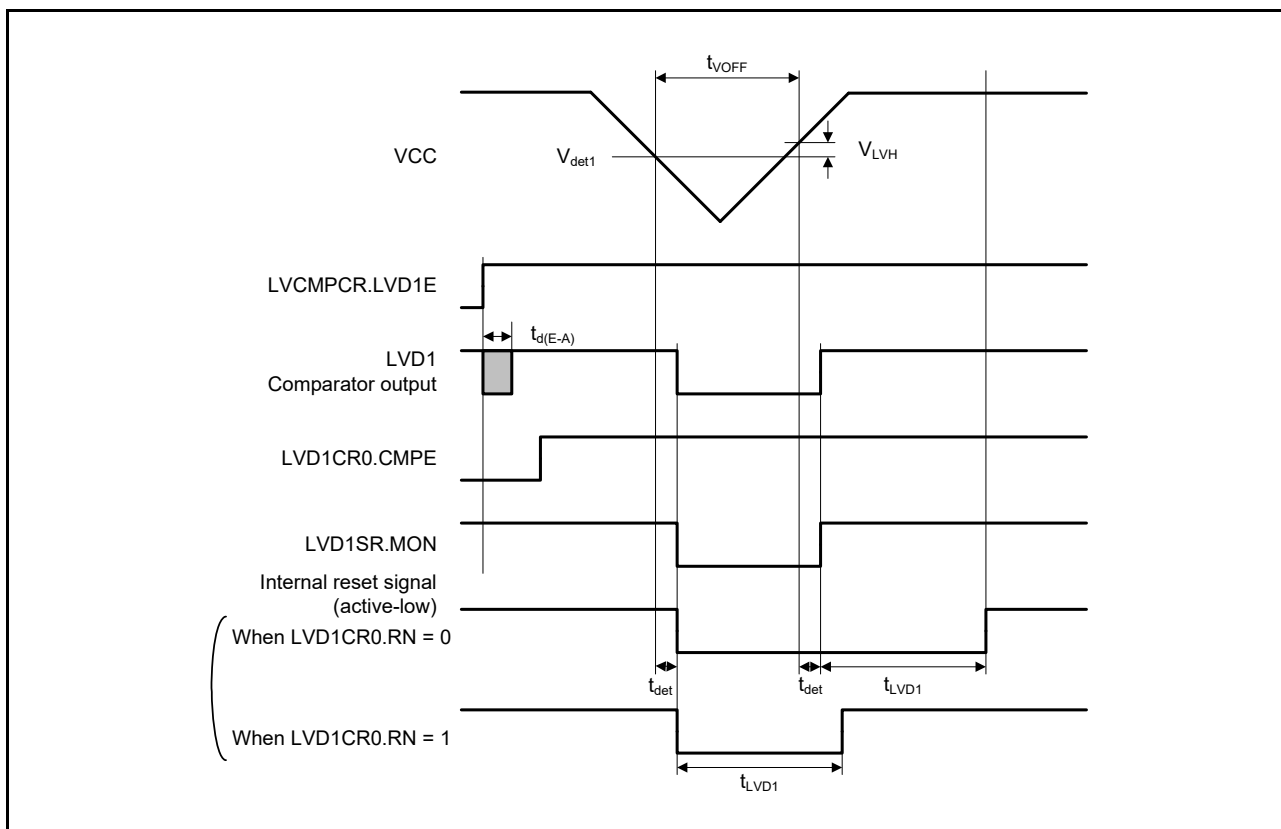 tVOFF
VCC
Vdet1
VLVH
LVCMPCR.LVD1E
td(E-A)
LVD1
Comparator output
LVD1CR0.CMPE
LVD1SR.MON
Internal reset signal
(active-low)
When LVD1CR0.RN = 0
tdet
tdet
tLVD1
When LVD1CR0.RN = 1
tLVD1